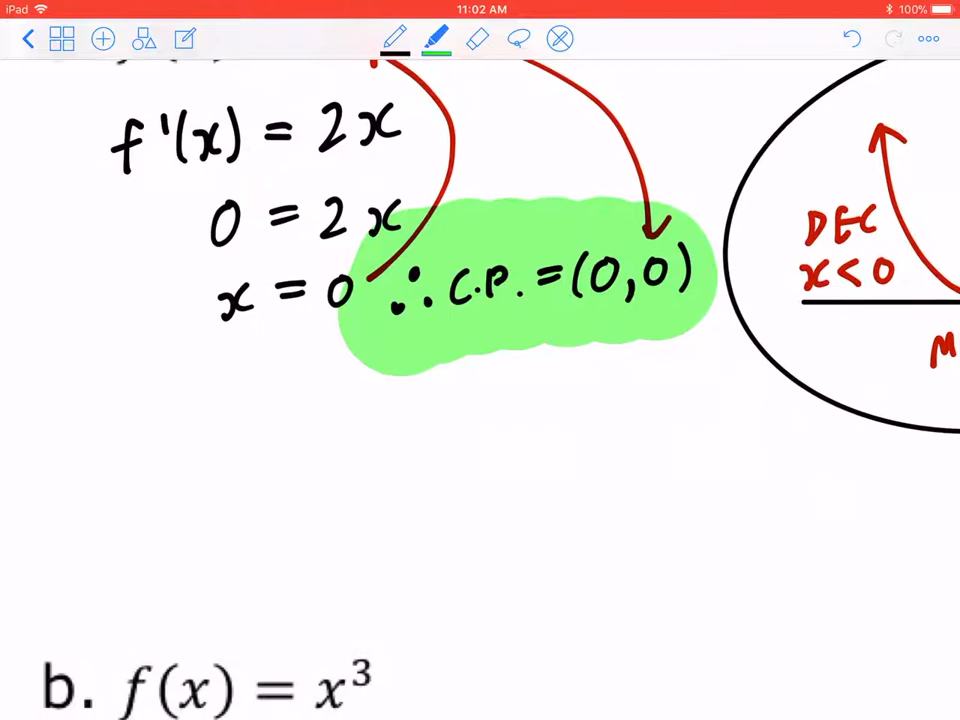 iPad 11:02 AM 100%
f'(x) = 2x
0 = 2x
x = 0 ∴ C.P. = (0,0)
DEC
x < 0
M
b. f(x) = x³